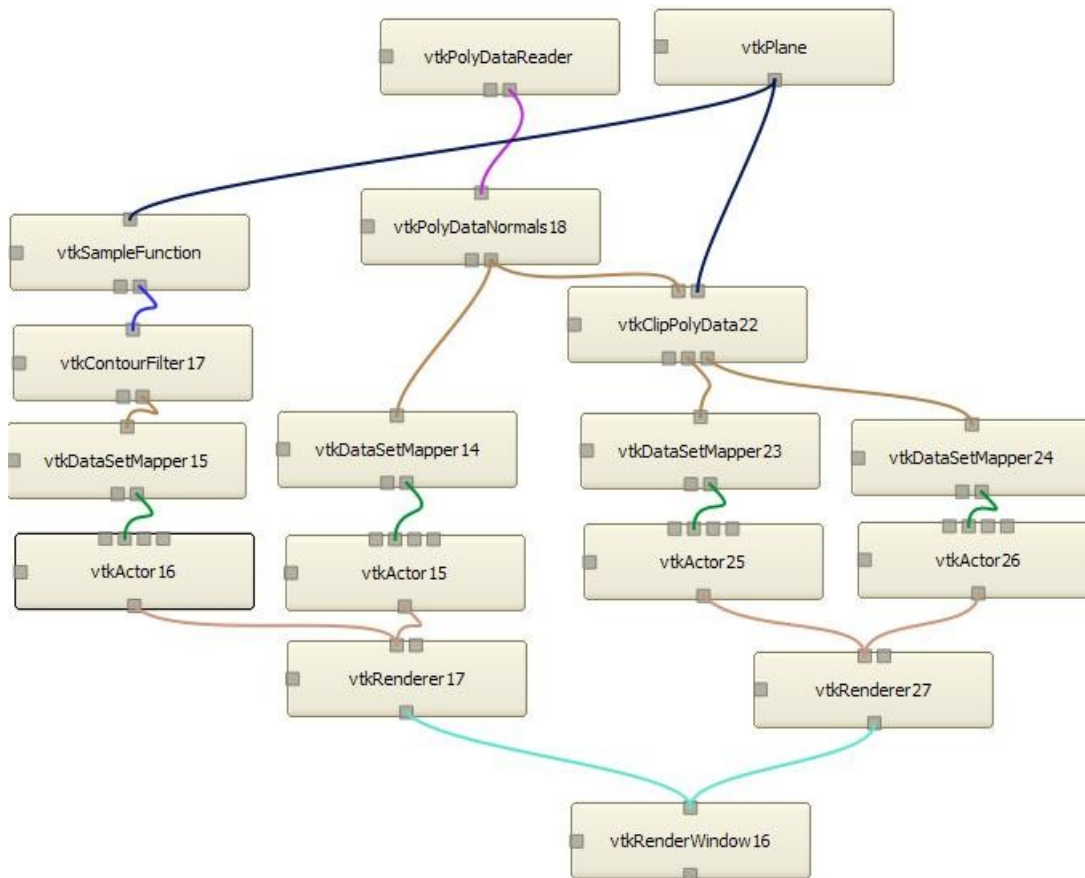 vtkPolyDataReader
vtkPlane
vtkSampleFunction
vtkPolyDataNormals18
vtkClipPolyData22
vtkContourFilter17
vtkDataSetMapper15
vtkDataSetMapper14
vtkDataSetMapper23
vtkDataSetMapper24
vtkActor16
vtkActor15
vtkActor25
vtkActor26
vtkRenderer17
vtkRenderer27
vtkRenderWindow16